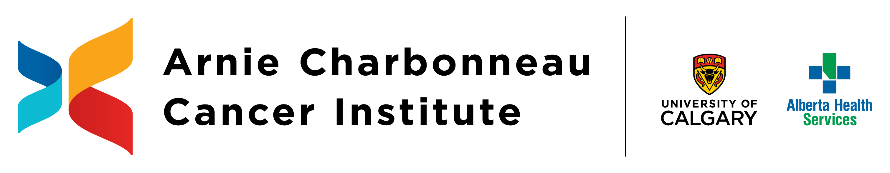 Arnie Charbonneau
Cancer Institute
UNIVERSITY OF
CALGARY
Alberta Health
Services